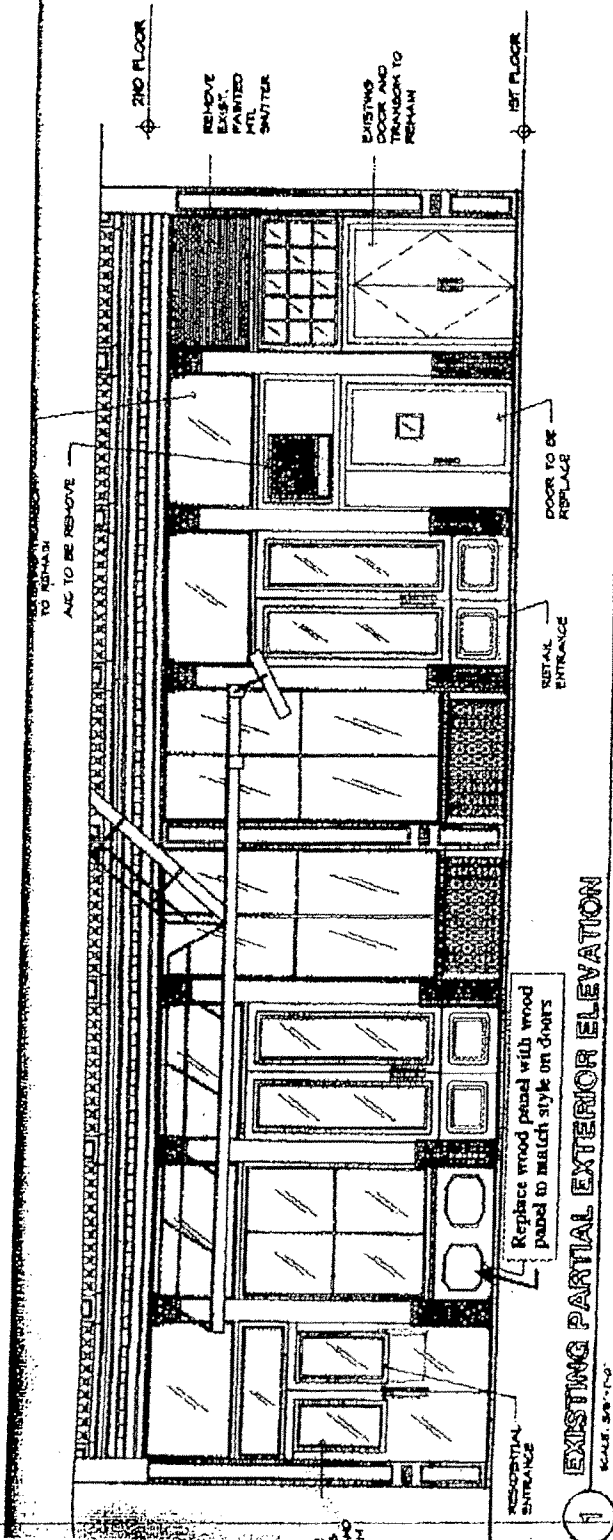 TO REMAIN
A/C TO BE REMOVE
2ND FLOOR
REMOVE
EXIST.
PAINTED
MTL
SHUTTER
EXISTING
DOOR AND
TRANSOM TO
REMAIN
1ST FLOOR
DOOR TO BE
REPLACE
RETAIL
ENTRANCE
Replace wood panel with wood
panel to match style on doors
RESIDENTIAL
ENTRANCE
1
EXISTING PARTIAL EXTERIOR ELEVATION